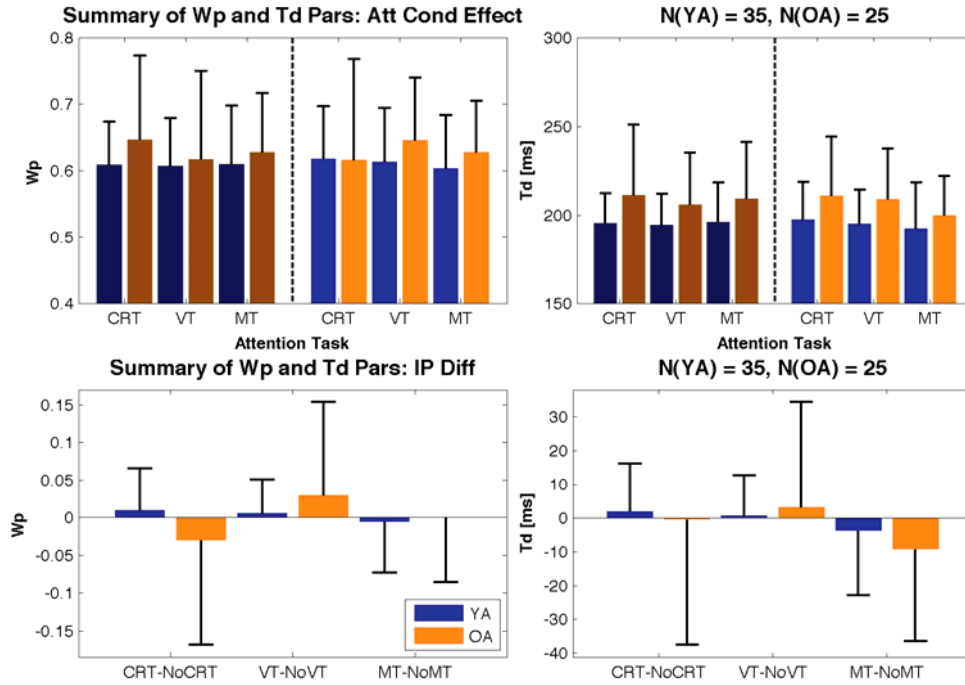 Summary of Wp and Td Pars: Att Cond Effect
N(YA) = 35, N(OA) = 25
0.8
0.7
0.6
0.5
0.4
Wp
CRT VT MT CRT VT MT
Attention Task
300
250
200
150
Td [ms]
CRT VT MT CRT VT MT
Attention Task
Summary of Wp and Td Pars: IP Diff
N(YA) = 35, N(OA) = 25
0.15
0.1
0.05
0
-0.05
-0.1
-0.15
Wp
YA
OA
CRT-NoCRT VT-NoVT MT-NoMT
30
20
10
0
-10
-20
-30
-40
Td [ms]
CRT-NoCRT VT-NoVT MT-NoMT